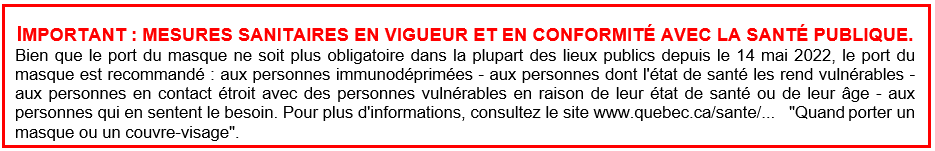 IMPORTANT : MESURES SANITAIRES EN VIGUEUR ET EN CONFORMITÉ AVEC LA SANTÉ PUBLIQUE.
Bien que le port du masque ne soit plus obligatoire dans la plupart des lieux publics depuis le 14 mai 2022, le port du
masque est recommandé : aux personnes immunodéprimées - aux personnes dont l'état de santé les rend vulnérables -
aux personnes en contact étroit avec des personnes vulnérables en raison de leur état de santé ou de leur âge - aux
personnes qui en sentent le besoin. Pour plus d'informations, consultez le site www.quebec.ca/sante/... "Quand porter un
masque ou un couvre-visage".